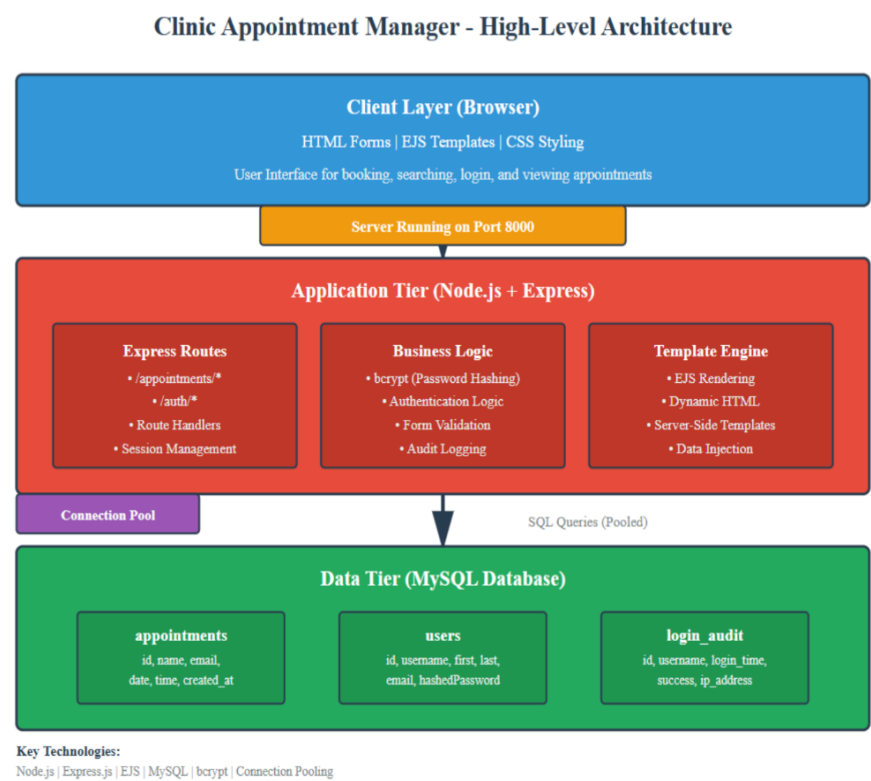 Clinic Appointment Manager - High-Level Architecture
Client Layer (Browser)
HTML Forms | EJS Templates | CSS Styling
User Interface for booking, searching, login, and viewing appointments
Server Running on Port 8000
Application Tier (Node.js + Express)
Express Routes
• /appointments/*
• /auth/*
• Route Handlers
• Session Management
Business Logic
• bcrypt (Password Hashing)
• Authentication Logic
• Form Validation
• Audit Logging
Template Engine
• EJS Rendering
• Dynamic HTML
• Server-Side Templates
• Data Injection
Connection Pool
SQL Queries (Pooled)
Data Tier (MySQL Database)
appointments
id, name, email,
date, time, created_at
users
id, username, first, last,
email, hashedPassword
login_audit
id, username, login_time,
success, ip_address
Key Technologies:
Node.js | Express.js | EJS | MySQL | bcrypt | Connection Pooling